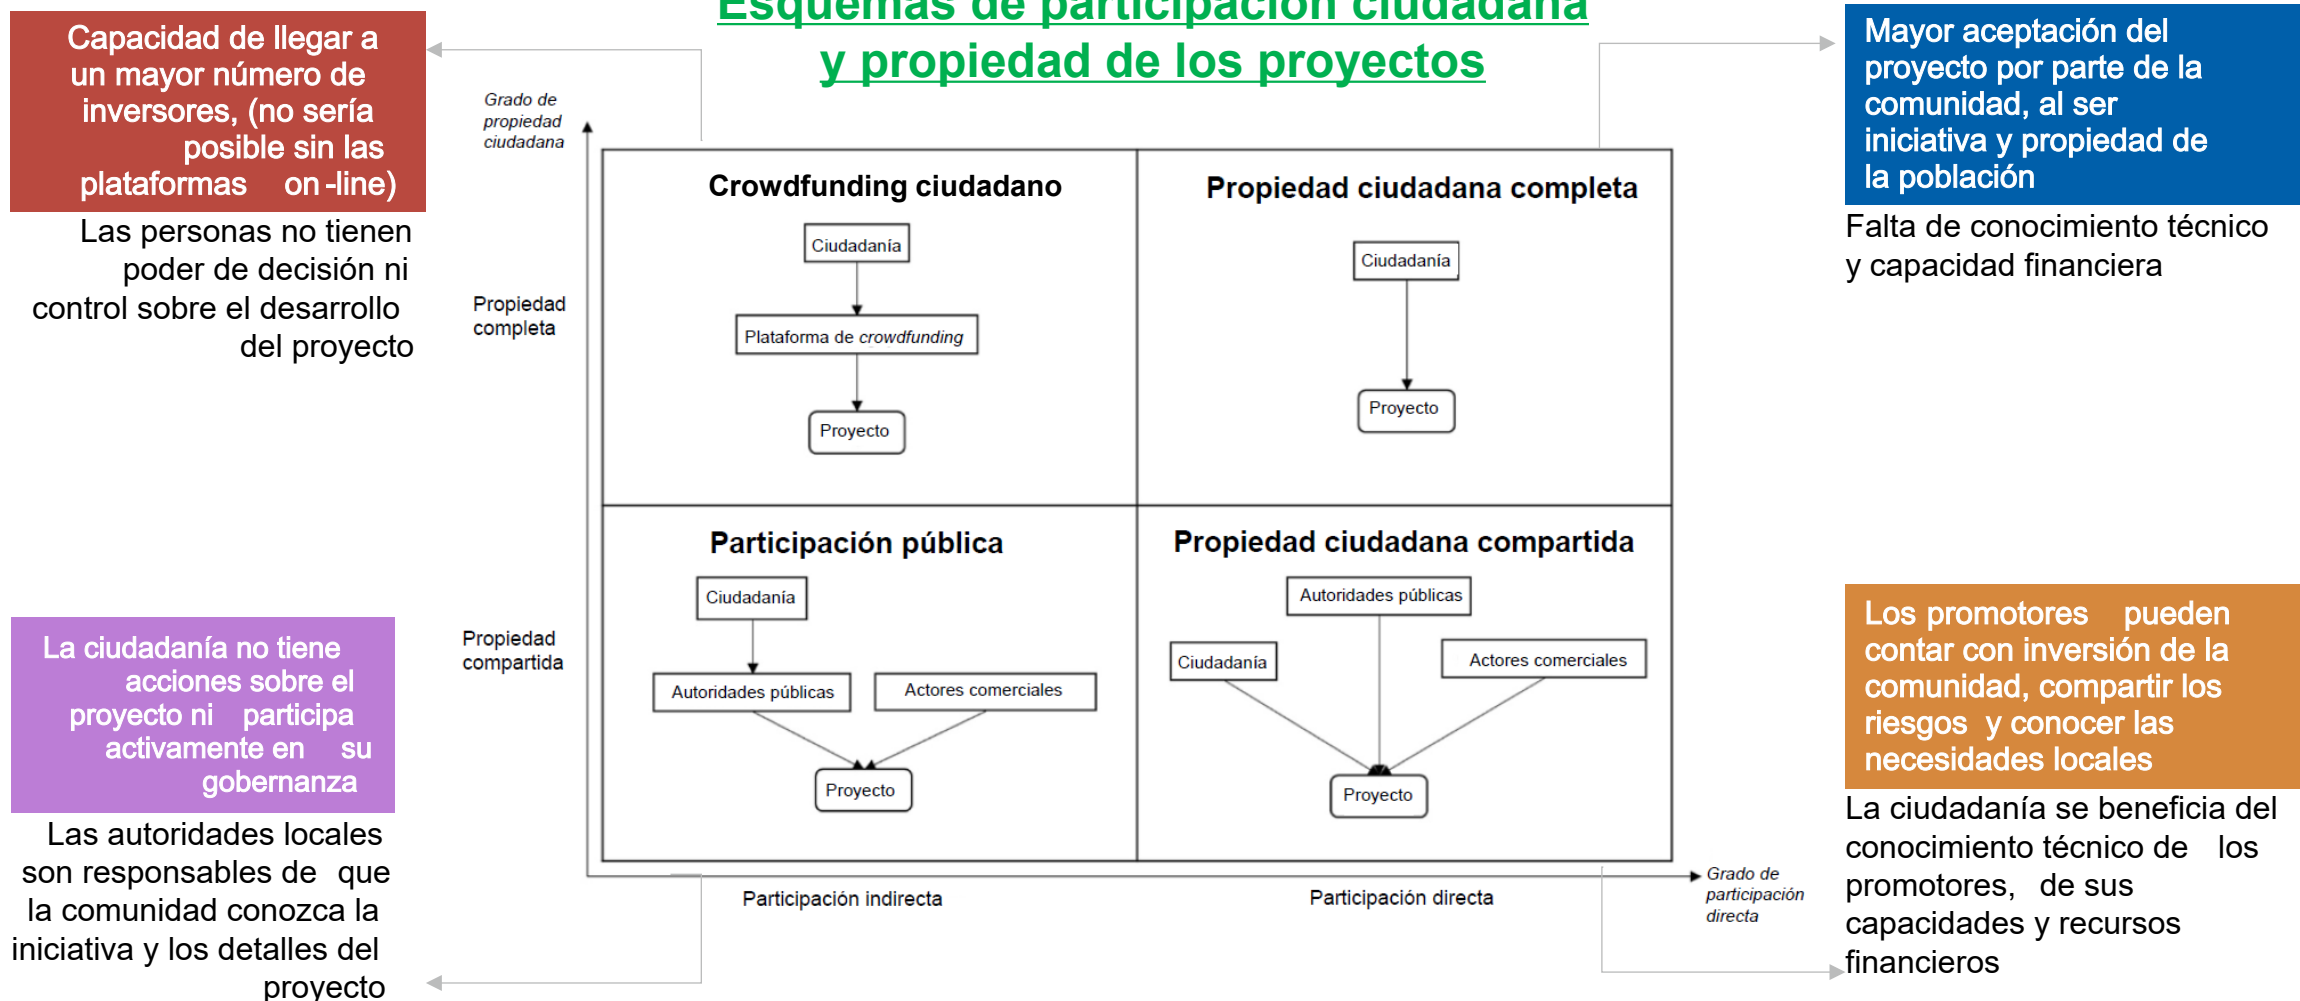 Esquemas de participación ciudadana
y propiedad de los proyectos
Capacidad de llegar a
un mayor número de
inversores, (no sería
posible sin las
plataformas on-line)
Las personas no tienen
poder de decisión ni
control sobre el desarrollo
del proyecto
Mayor aceptación del
proyecto por parte de la
comunidad, al ser
iniciativa y propiedad de
la población
Falta de conocimiento técnico
y capacidad financiera
Grado de
propiedad
ciudadana
Propiedad
completa
Crowdfunding ciudadano
Ciudadanía
Plataforma de crowdfunding
Proyecto
Propiedad ciudadana completa
Ciudadanía
Proyecto
Propiedad
compartida
Participación pública
Ciudadanía
Autoridades públicas
Actores comerciales
Proyecto
Propiedad ciudadana compartida
Autoridades públicas
Ciudadanía
Actores comerciales
Proyecto
Participación indirecta
Participación directa
Grado de
participación
directa
La ciudadanía no tiene
acciones sobre el
proyecto ni participa
activamente en su
gobernanza
Las autoridades locales
son responsables de que
la comunidad conozca la
iniciativa y los detalles del
proyecto
Los promotores pueden
contar con inversión de la
comunidad, compartir los
riesgos y conocer las
necesidades locales
La ciudadanía se beneficia del
conocimiento técnico de los
promotores, de sus
capacidades y recursos
financieros